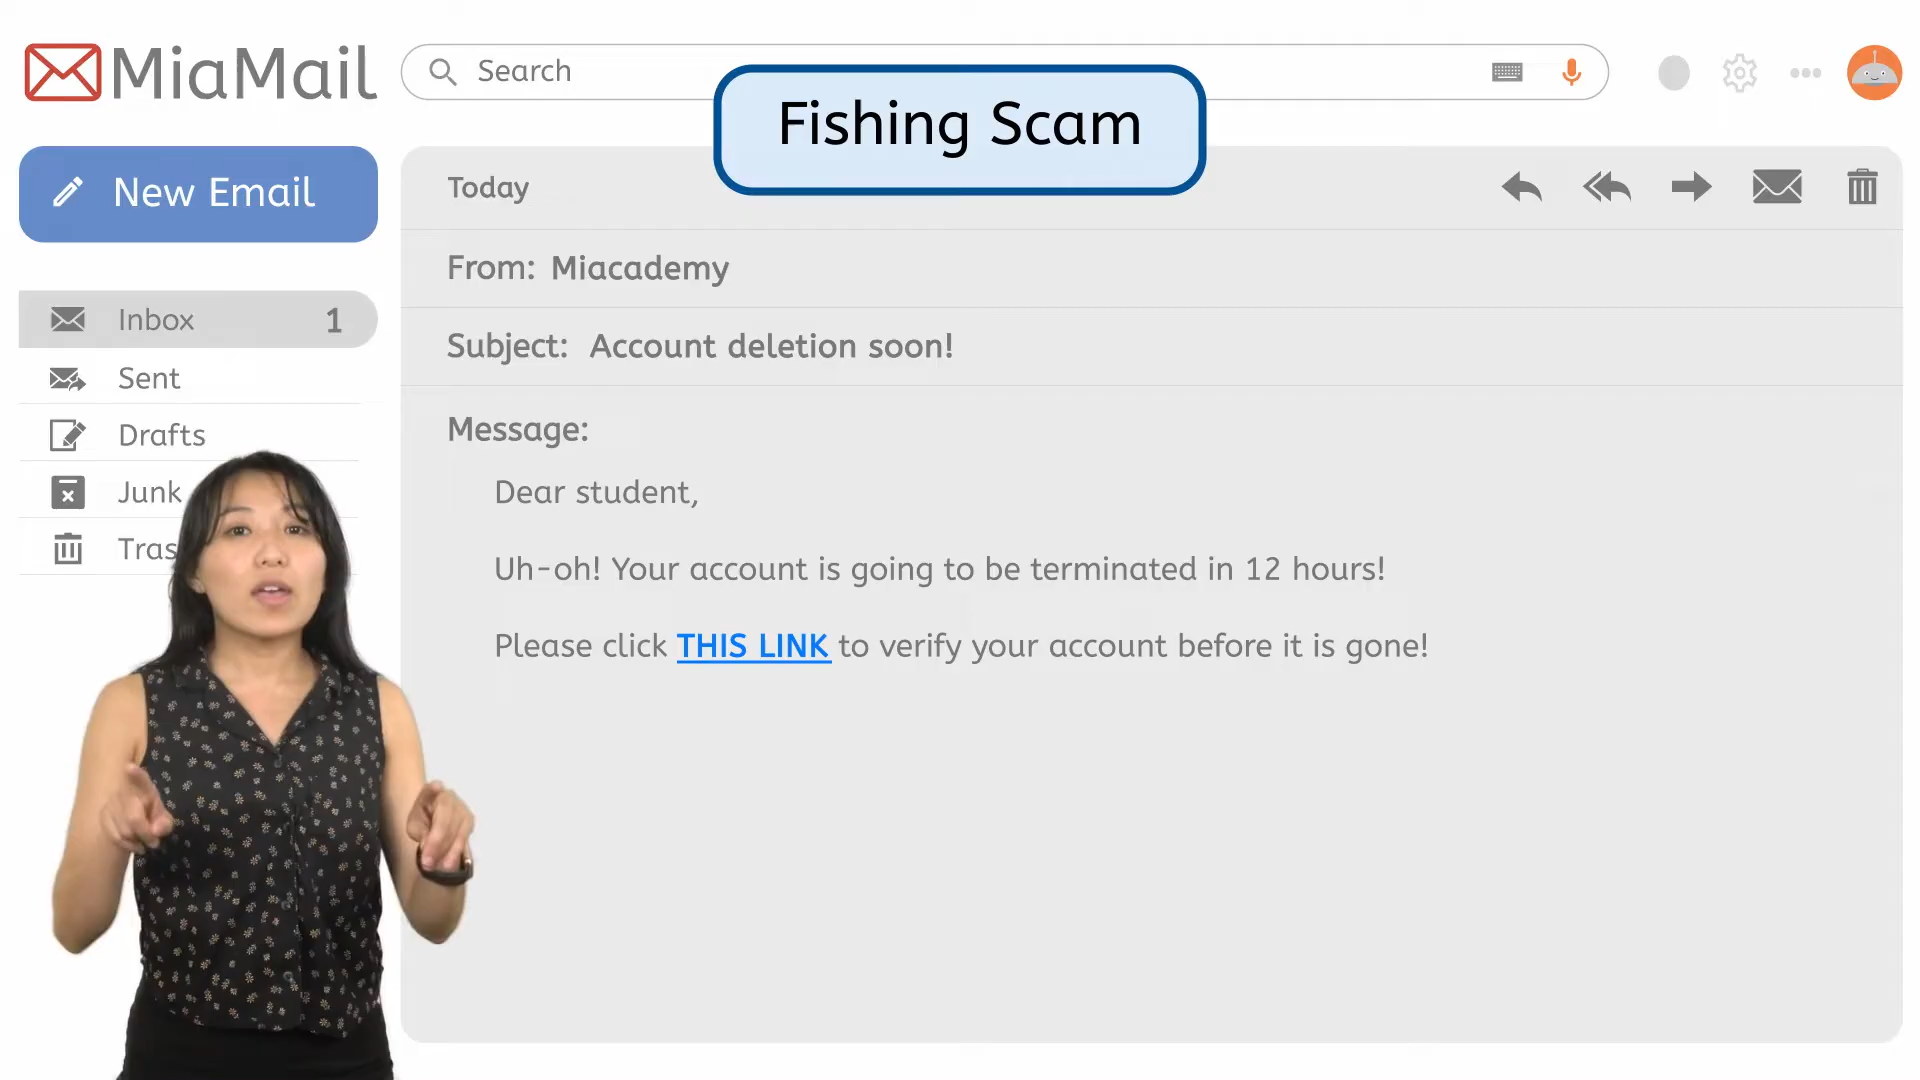 MiaMail
Search
Fishing Scam
New Email
Today
From: Miacademy
Inbox 1
Subject: Account deletion soon!
Sent
Drafts
Message:
Junk
Dear student,
Tras
Uh-oh! Your account is going to be terminated in 12 hours!
Please click THIS LINK to verify your account before it is gone!